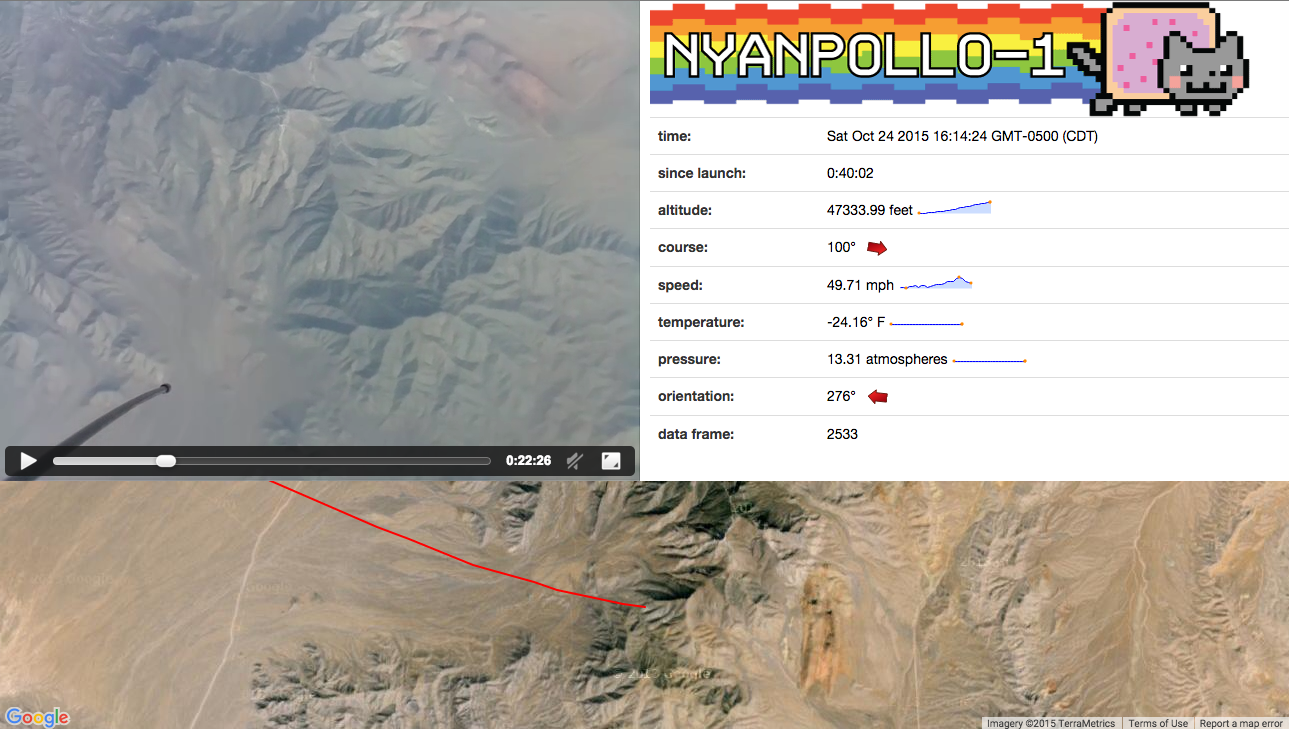 NYANPOLLO-1
time: Sat Oct 24 2015 16:14:24 GMT-0500 (CDT)
since launch: 0:40:02
altitude: 47333.99 feet
course: 100°
speed: 49.71 mph
temperature: -24.16° F
pressure: 13.31 atmospheres
orientation: 276°
data frame: 2533
0:22:26
© 2015 Google
Google
Imagery ©2015 TerraMetrics Terms of Use Report a map error